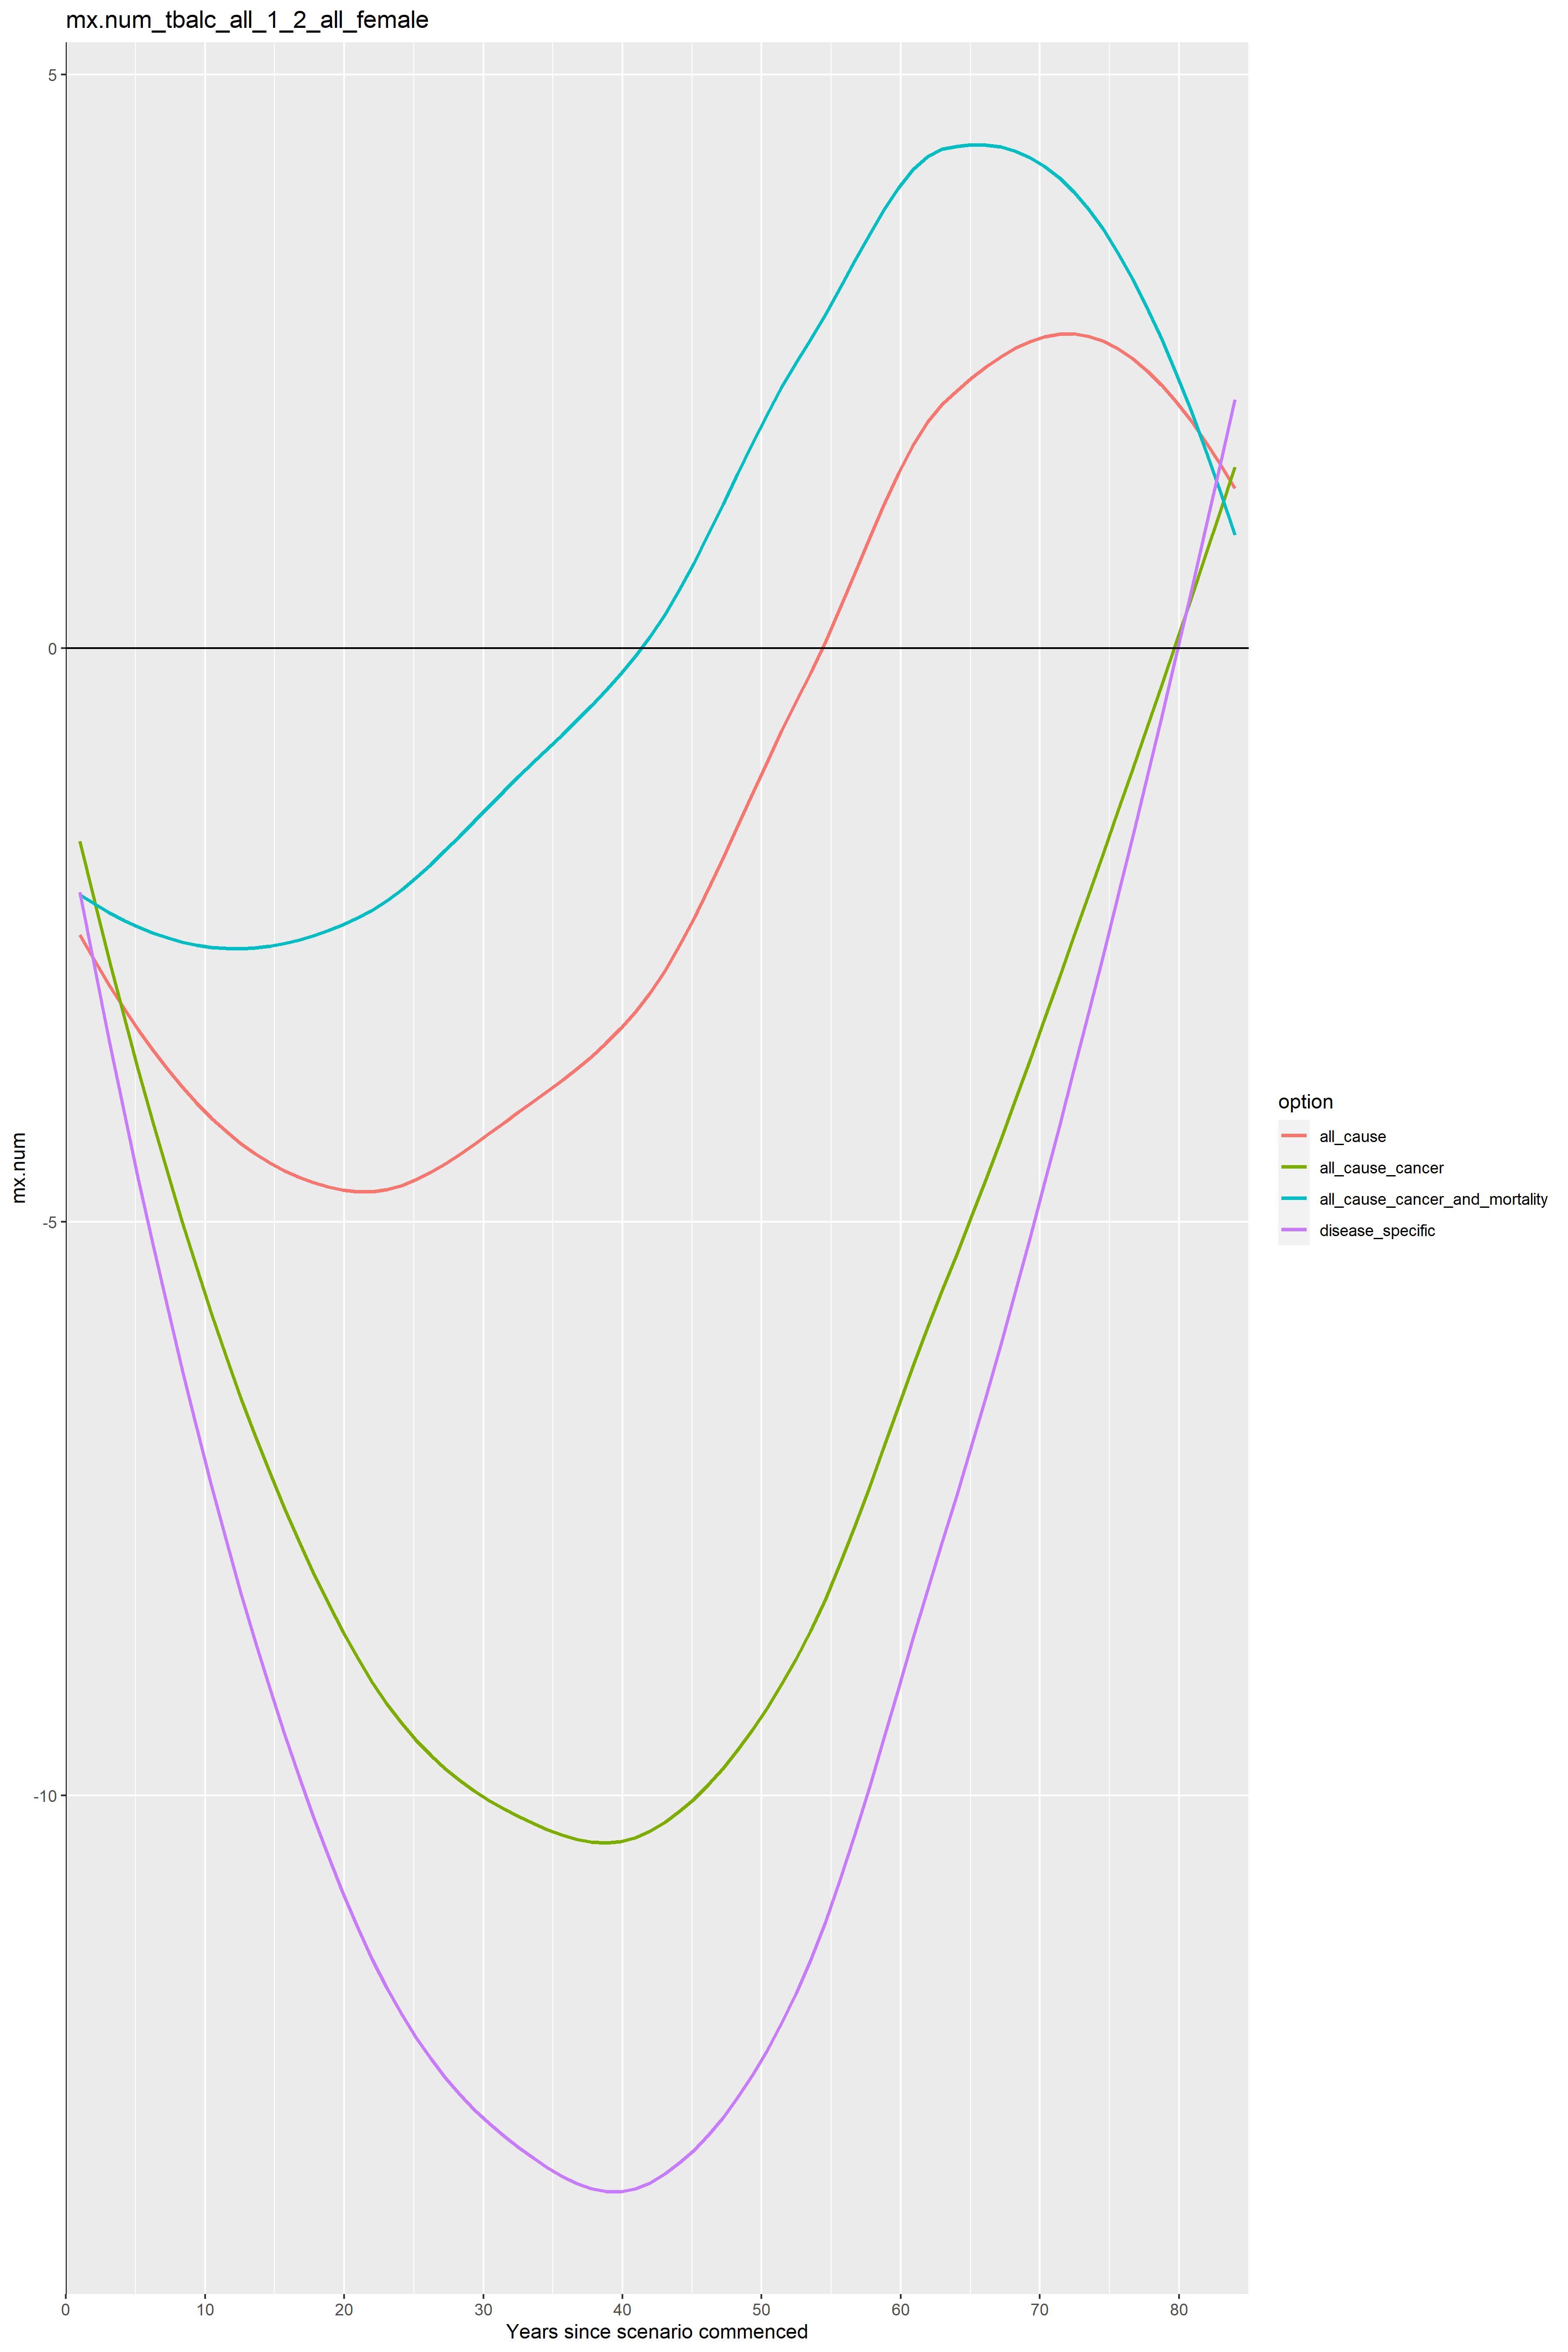 mx.num_tbalc_all_1_2_all_female
5
0
-5
-10
mx.num
0 10 20 30 40 50 60 70 80
Years since scenario commenced
option
all_cause
all_cause_cancer
all_cause_cancer_and_mortality
disease_specific